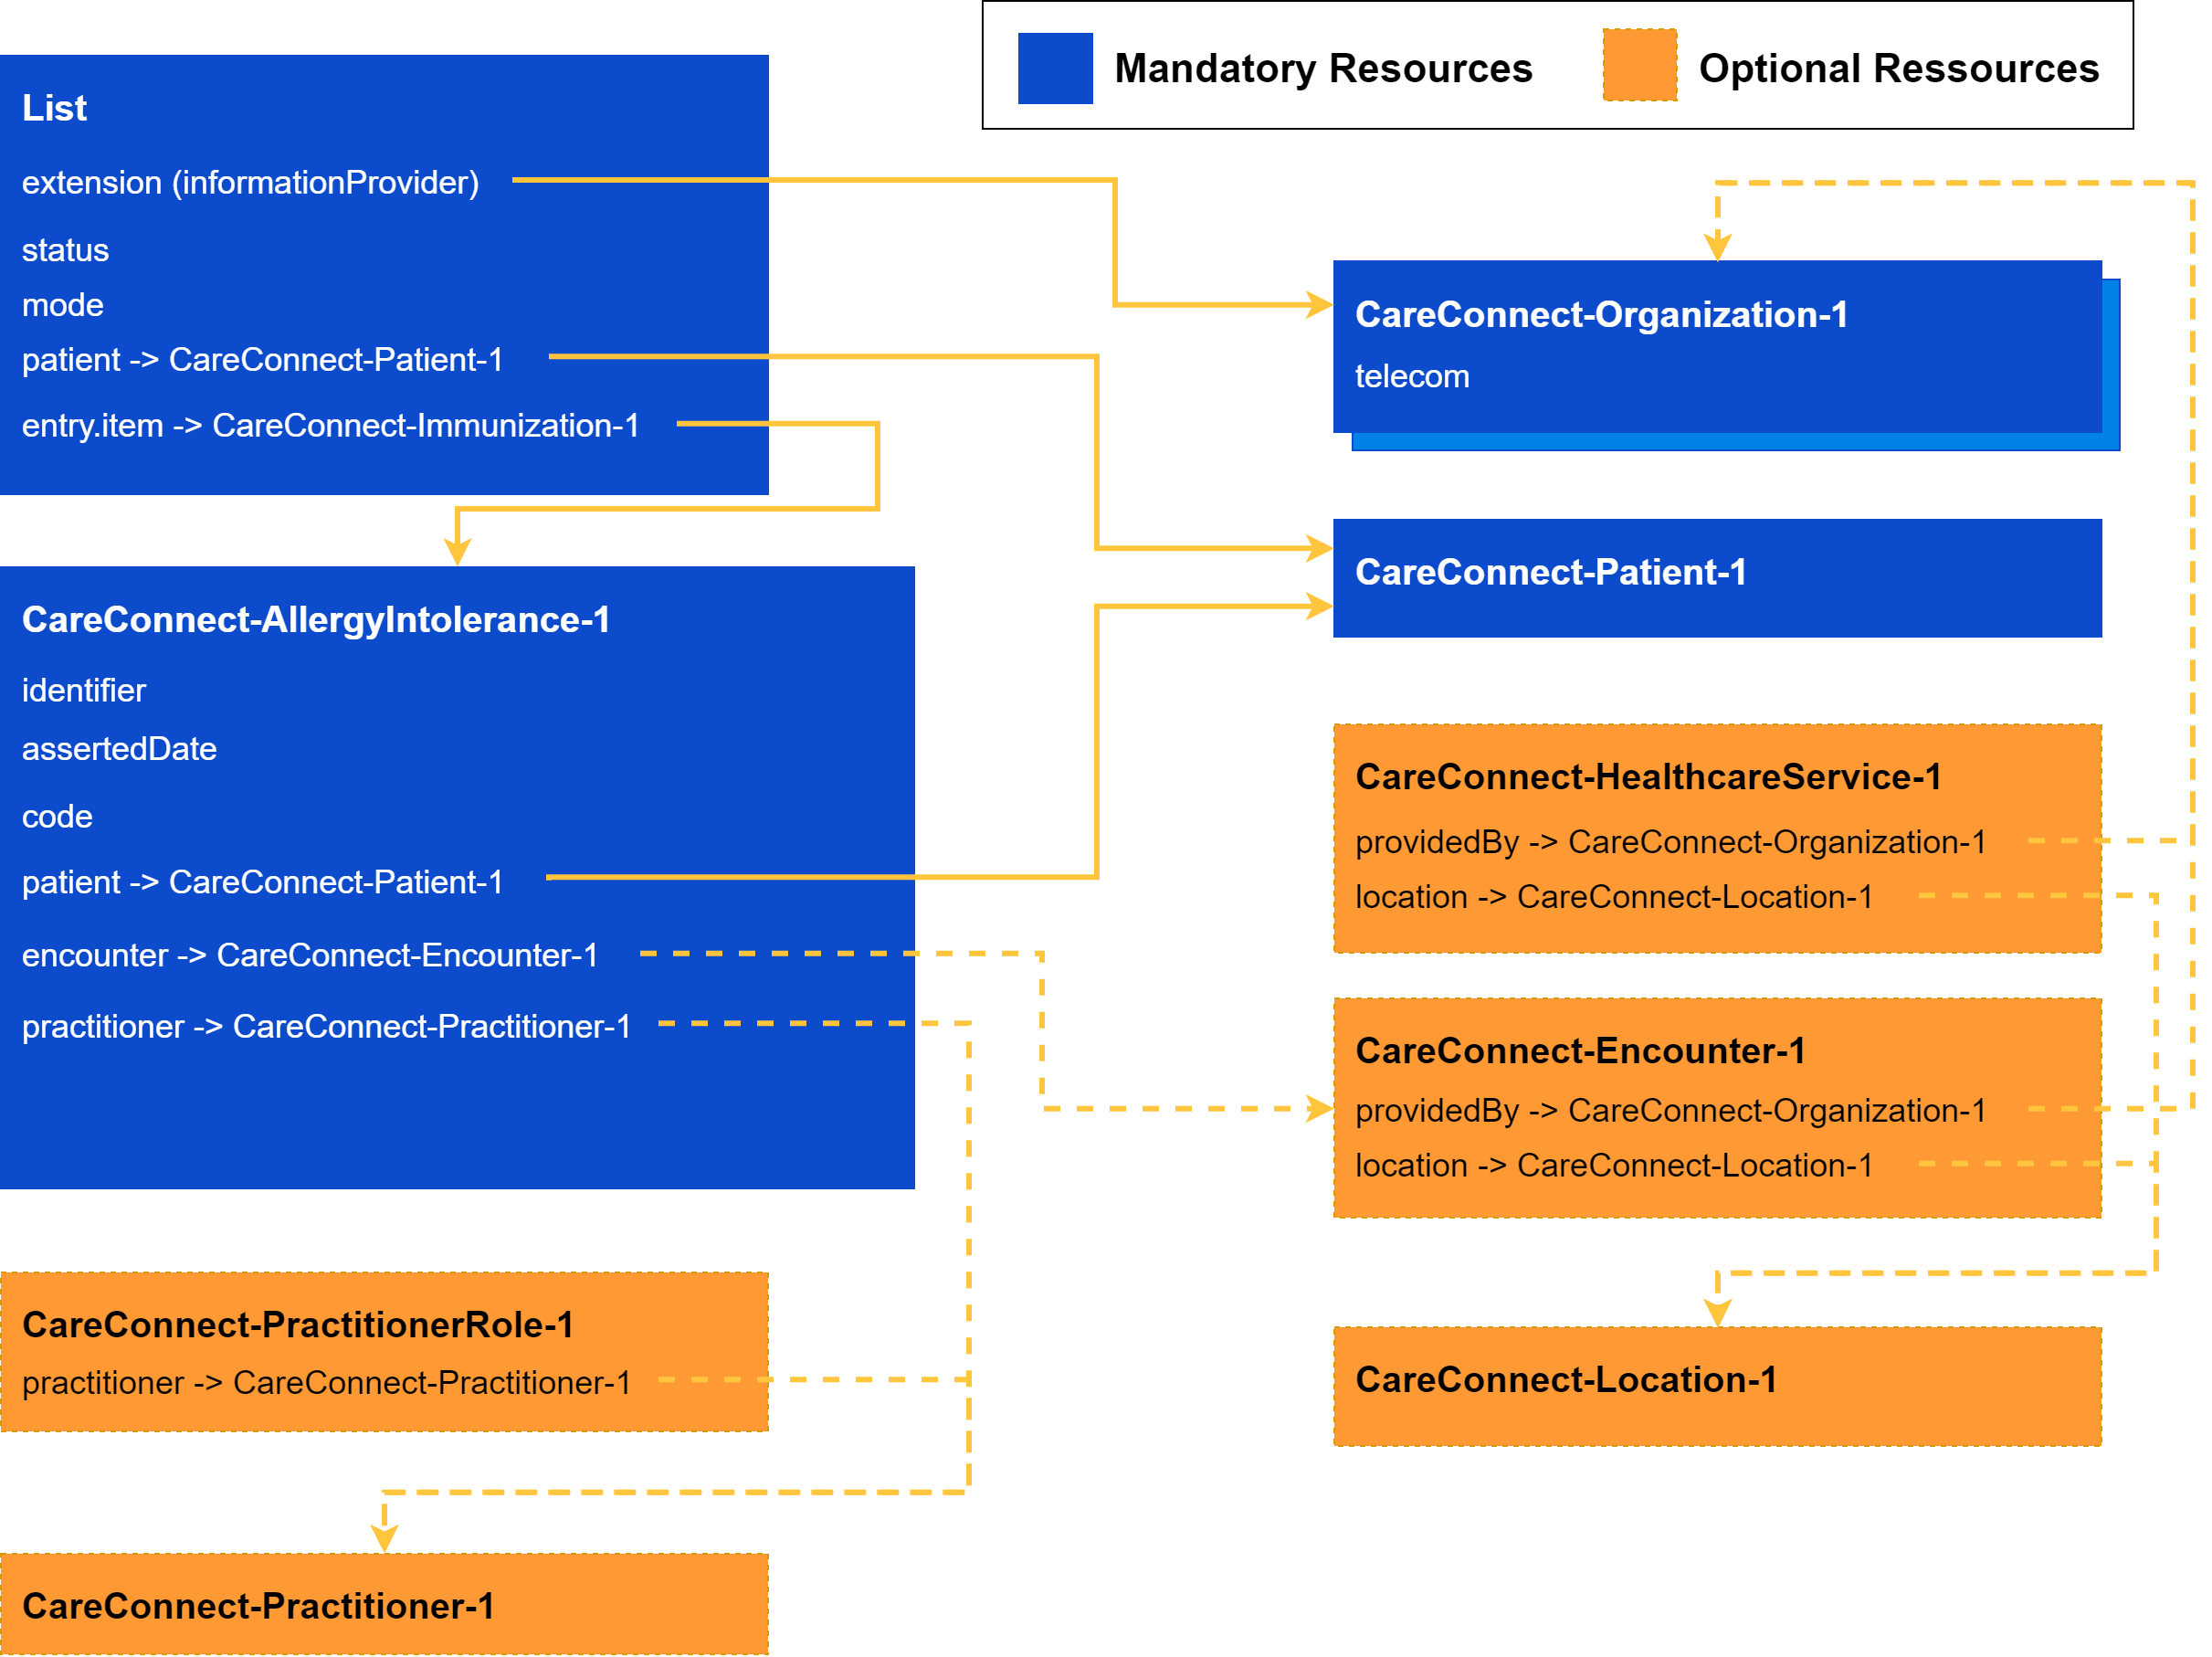 Mandatory Resources
Optional Ressources
List
extension (informationProvider)
status
mode
patient -> CareConnect-Patient-1
entry.item -> CareConnect-Immunization-1
CareConnect-Organization-1
telecom
CareConnect-Patient-1
CareConnect-AllergyIntolerance-1
identifier
assertedDate
code
patient -> CareConnect-Patient-1
encounter -> CareConnect-Encounter-1
practitioner -> CareConnect-Practitioner-1
CareConnect-HealthcareService-1
providedBy -> CareConnect-Organization-1
location -> CareConnect-Location-1
CareConnect-Encounter-1
providedBy -> CareConnect-Organization-1
location -> CareConnect-Location-1
CareConnect-PractitionerRole-1
practitioner -> CareConnect-Practitioner-1
CareConnect-Location-1
CareConnect-Practitioner-1